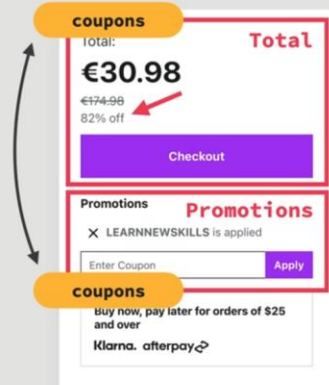 coupons
Total:
Total
€30.98
€174.98
82% off
Checkout
Promotions
Promotions
LEARNNEWSKILLS is applied
Enter Coupon
Apply
coupons
Buy now, pay later for orders of $25
and over
Klarna. afterpay